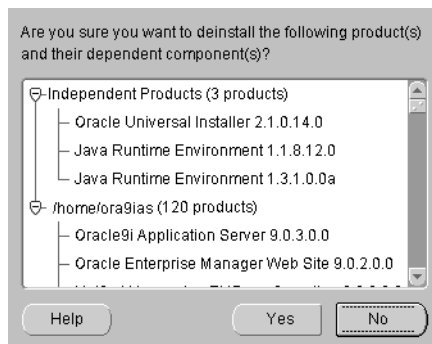 Are you sure you want to deinstall the following product(s)
and their dependent component(s)?
Independent Products (3 products)
Oracle Universal Installer 2.1.0.14.0
Java Runtime Environment 1.1.8.12.0
Java Runtime Environment 1.3.1.0.0a
/home/ora9ias (120 products)
Oracle9i Application Server 9.0.3.0.0
Oracle Enterprise Manager Web Site 9.0.2.0.0
Help
Yes
No